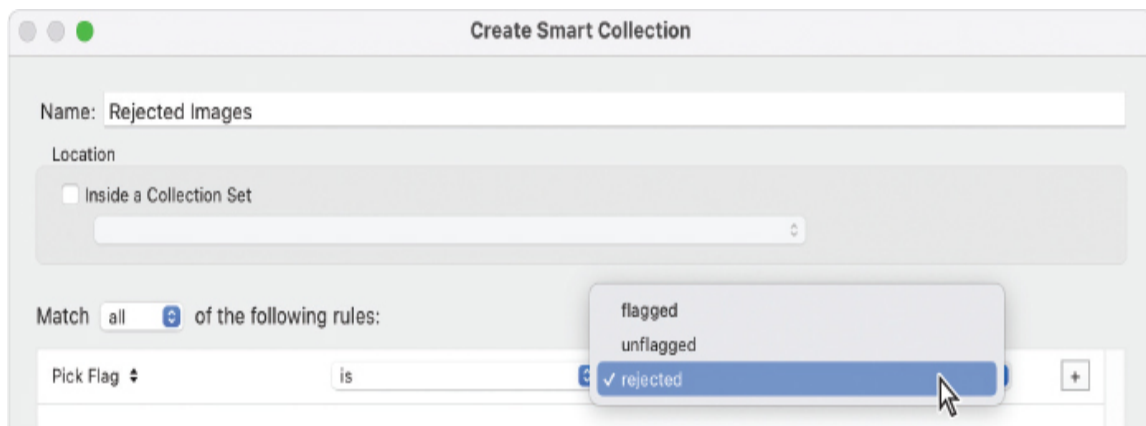 Create Smart Collection
Name: Rejected Images
Location
Inside a Collection Set
Match all of the following rules:
flagged
unflagged
Pick Flag is ✓ rejected +